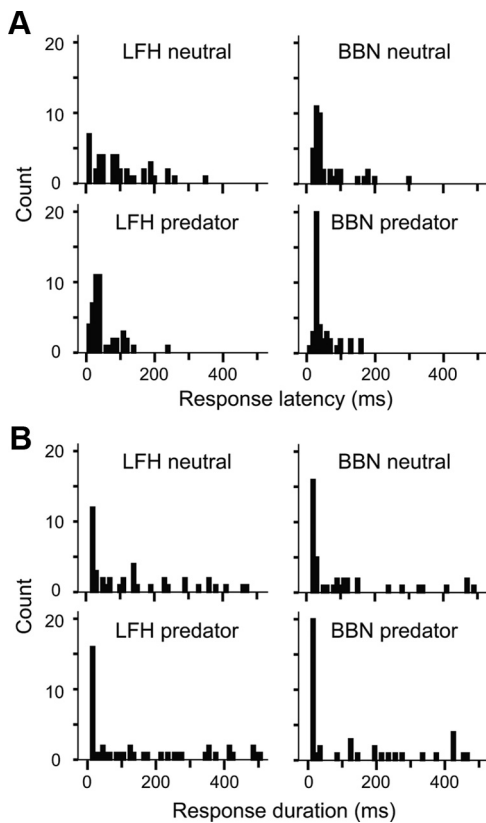 A
20
LFH neutral
BBN neutral
10
0
Count
20
LFH predator
BBN predator
10
0
0 200 400 0 200 400
Response latency (ms)
B
20
LFH neutral
BBN neutral
10
0
Count
20
LFH predator
BBN predator
10
0
0 200 400 0 200 400
Response duration (ms)